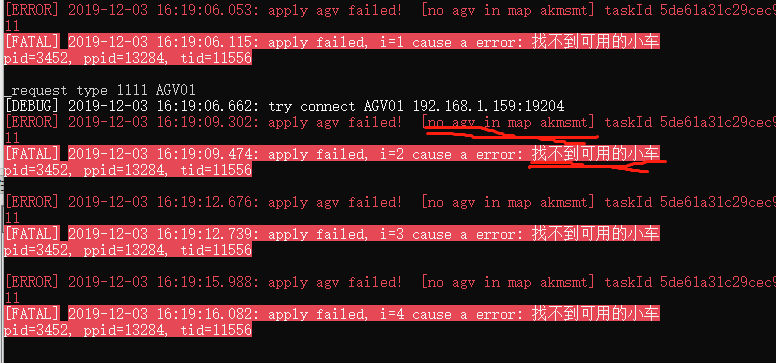 [ERROR] 2019-12-03 16:19:06.053: apply agv failed!  [no agv in map akmsmt] taskId 5de61a31c29cec9
11
[FATAL] 2019-12-03 16:19:06.115: apply failed, i=1 cause a error: 找不到可用的小车
pid=3452, ppid=13284, tid=11556
_request type 1111 AGV01
[DEBUG] 2019-12-03 16:19:06.662: try connect AGV01 192.168.1.159:19204
[ERROR] 2019-12-03 16:19:09.302: apply agv failed!  [no agv in map akmsmt] taskId 5de61a31c29cec9
11
[FATAL] 2019-12-03 16:19:09.474: apply failed, i=2 cause a error: 找不到可用的小车
pid=3452, ppid=13284, tid=11556
[ERROR] 2019-12-03 16:19:12.676: apply agv failed!  [no agv in map akmsmt] taskId 5de61a31c29cec9
11
[FATAL] 2019-12-03 16:19:12.739: apply failed, i=3 cause a error: 找不到可用的小车
pid=3452, ppid=13284, tid=11556
[ERROR] 2019-12-03 16:19:15.988: apply agv failed!  [no agv in map akmsmt] taskId 5de61a31c29cec9
11
[FATAL] 2019-12-03 16:19:16.082: apply failed, i=4 cause a error: 找不到可用的小车
pid=3452, ppid=13284, tid=11556